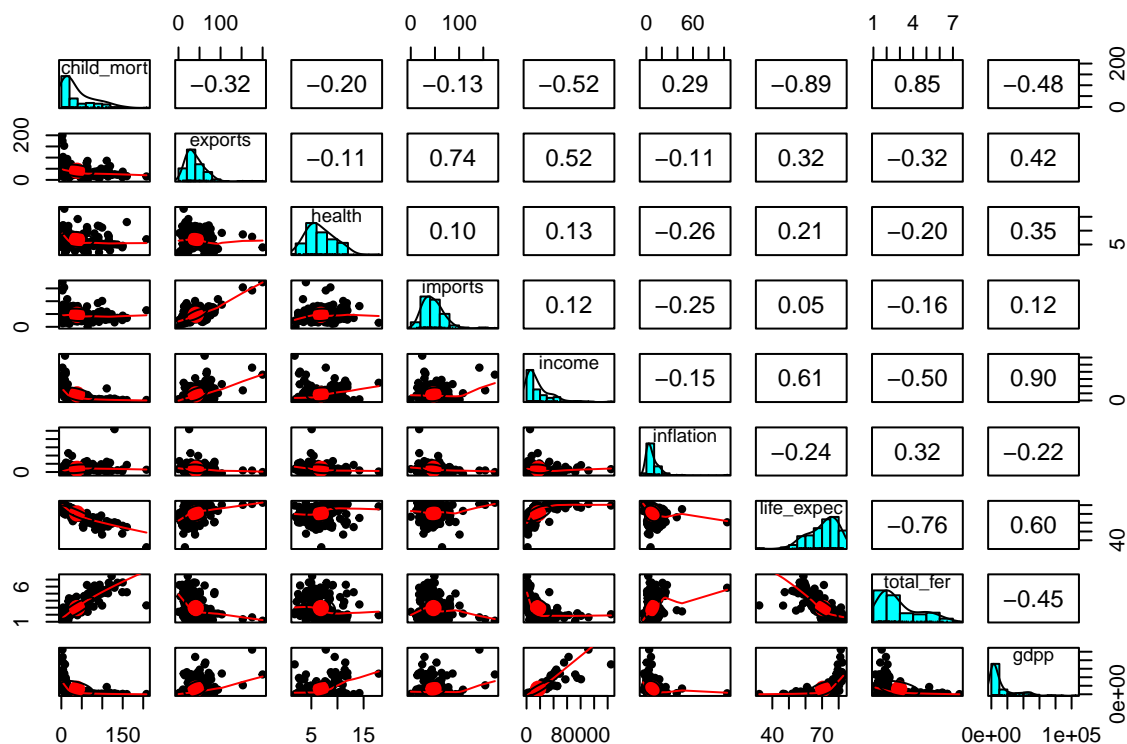 0 100 0 100 0 60 1 4 7
child_mort −0.32 −0.20 −0.13 −0.52 0.29 −0.89 0.85 −0.48 0 200
0 200 exports −0.11 0.74 0.52 −0.11 0.32 −0.32 0.42
health 0.10 0.13 −0.26 0.21 −0.20 0.35 5
0 imports 0.12 −0.25 0.05 −0.16 0.12
income −0.15 0.61 −0.50 0.90 0
0 inflation −0.24 0.32 −0.22
life_expec −0.76 0.60 40
1 6 total_fer −0.45
gdpp 0e+00
0 150 5 15 0 80000 40 70 0e+00 1e+05